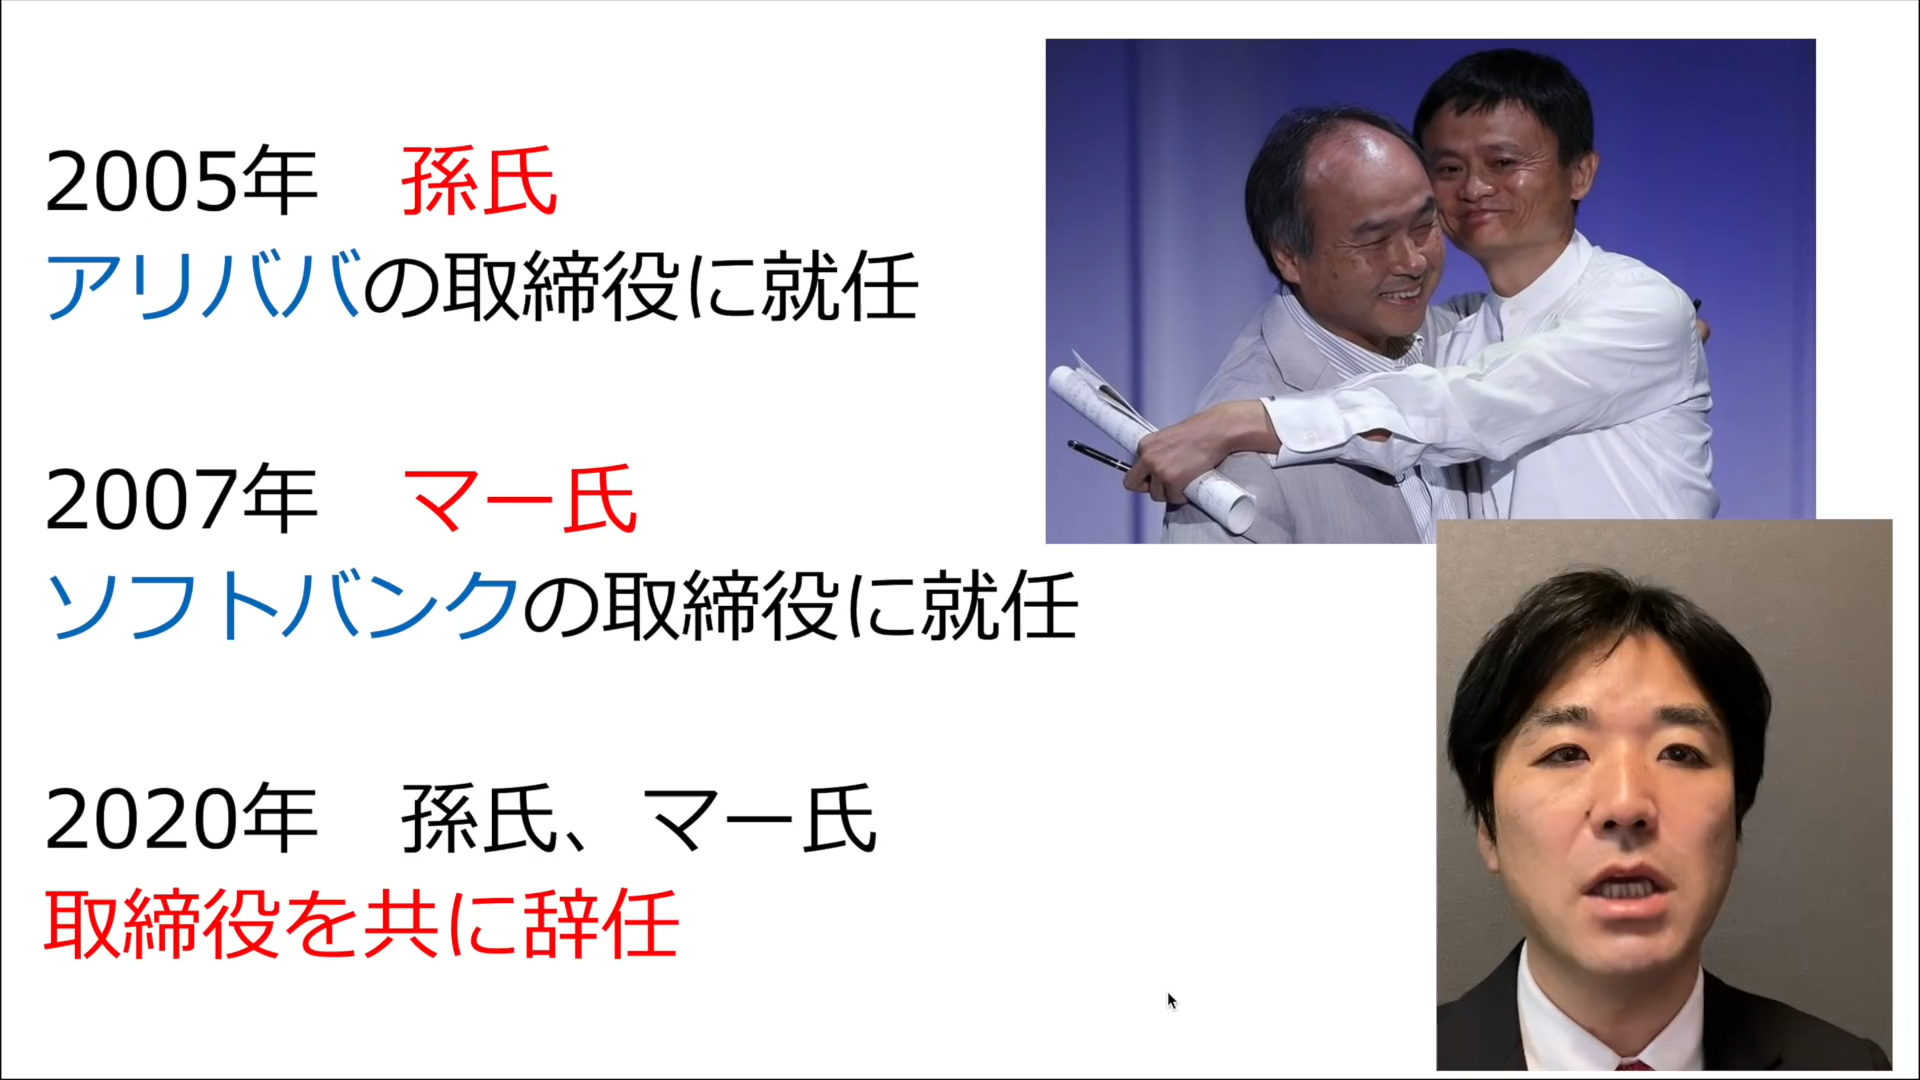 2005年　孫氏
アリババの取締役に就任
2007年　マー氏
ソフトバンクの取締役に就任
2020年　孫氏、マー氏
取締役を共に辞任